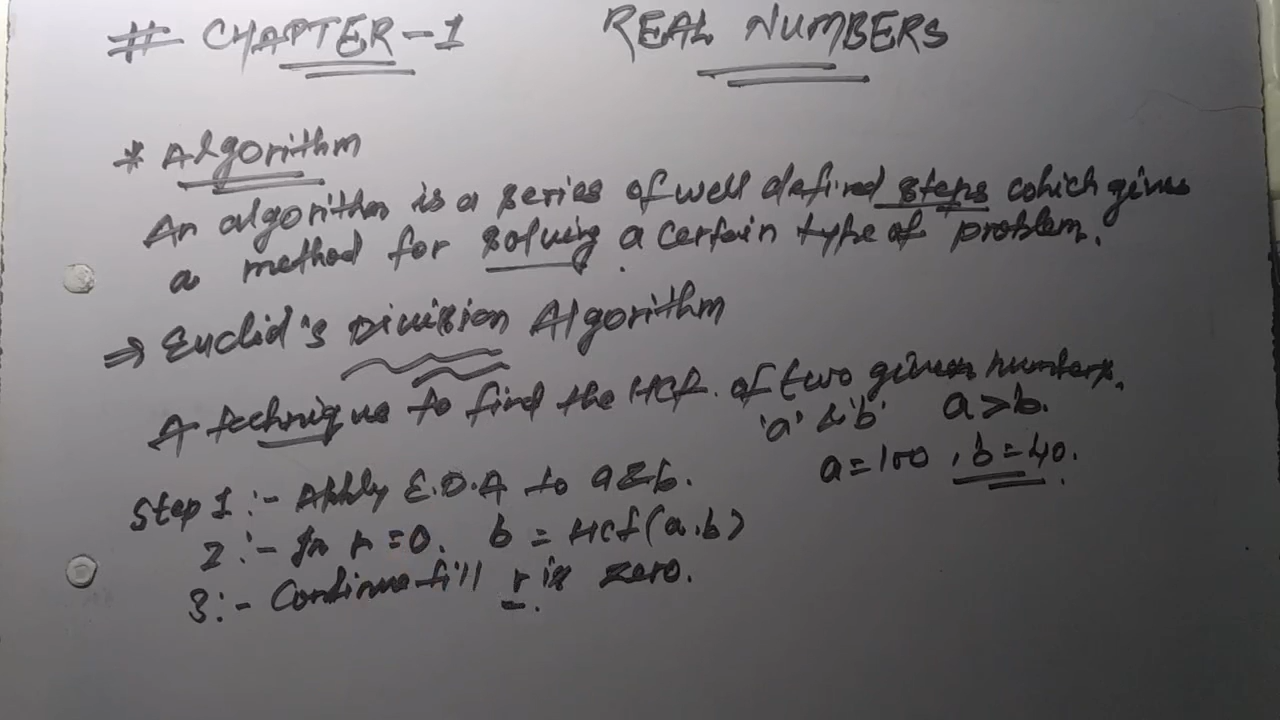 # CHAPTER-1 REAL NUMBERS
* Algorithm
An algorithm is a series of well defined steps which gives
a method for solving a certain type of problem.
⇒ Euclid's Division Algorithm
A technique to find the HCf. of two given numbers.
'a' & 'b' a>b.
a=100, b=40.
Step 1:- Apply E.D.A to a & b.
2:- In r=0. b = HCf(a,b)
3:- Continue till r is zero.